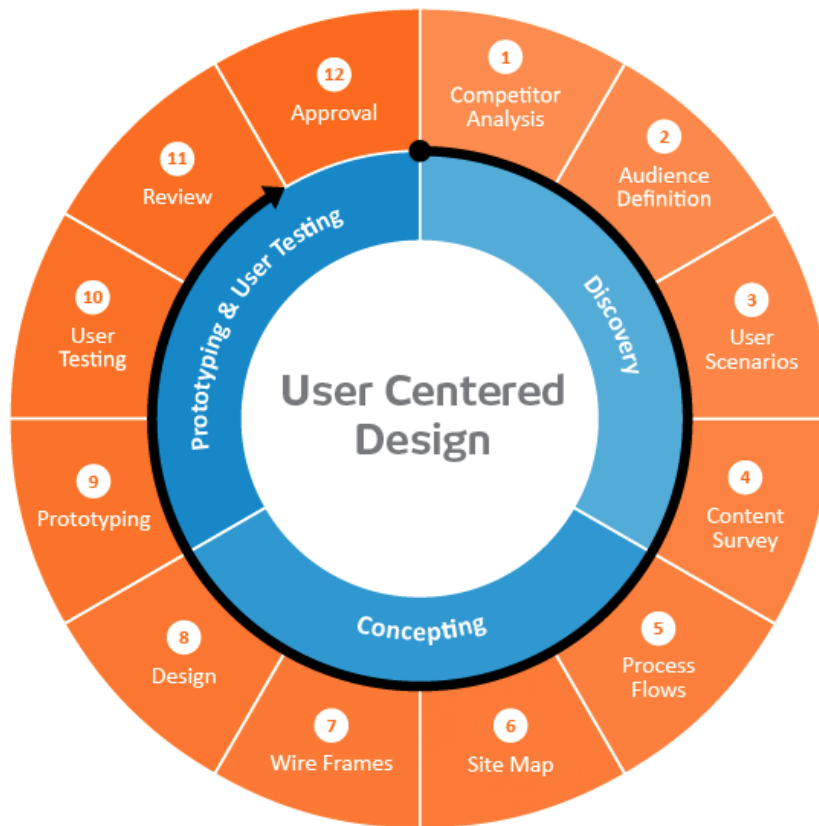 User Centered
Design
Discovery
Concepting
Prototyping & User Testing
1
Competitor
Analysis
2
Audience
Definition
3
User
Scenarios
4
Content
Survey
5
Process
Flows
6
Site Map
7
Wire Frames
8
Design
9
Prototyping
10
User
Testing
11
Review
12
Approval